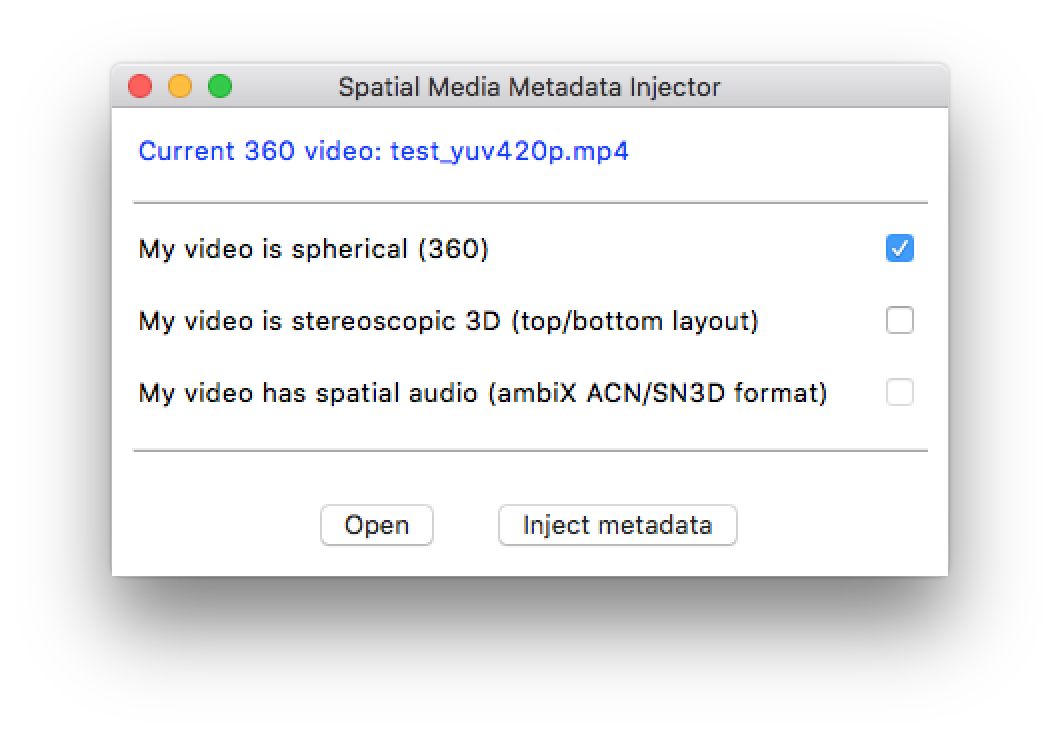 Spatial Media Metadata Injector
Current 360 video: test_yuv420p.mp4
My video is spherical (360)
My video is stereoscopic 3D (top/bottom layout)
My video has spatial audio (ambiX ACN/SN3D format)
Open
Inject metadata